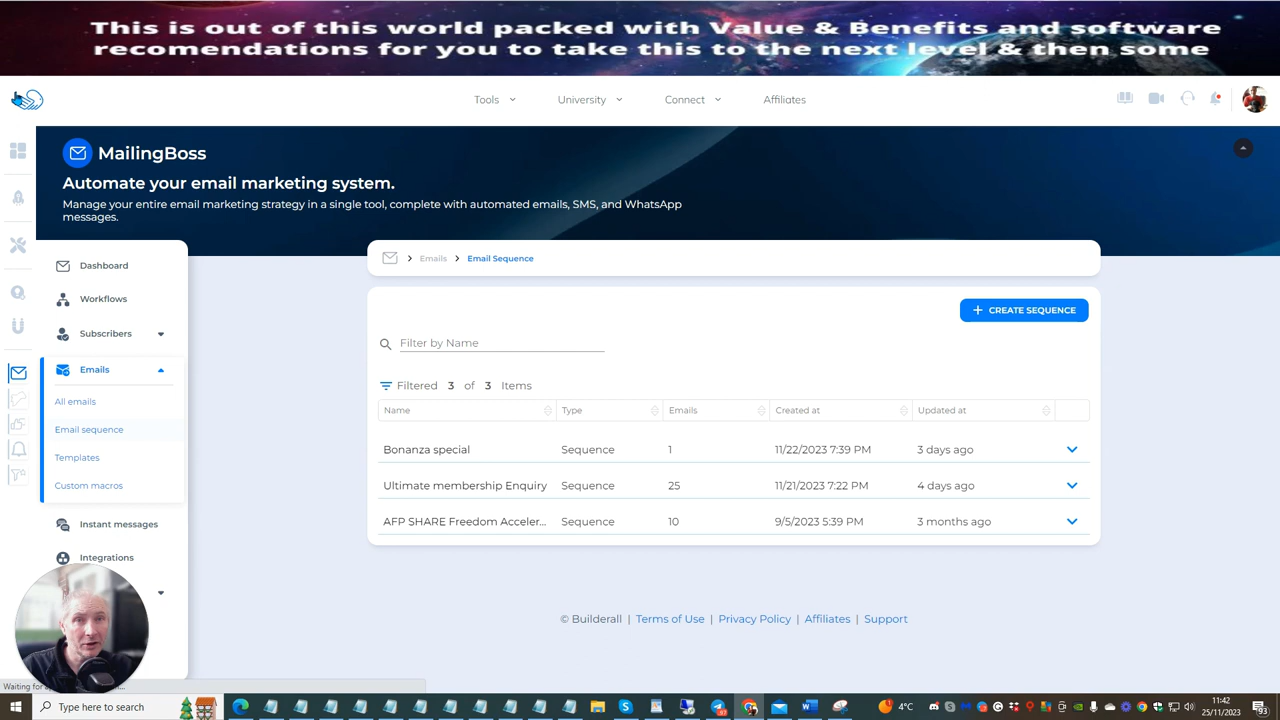 This is out of this world packed with Value & Benefits and software
recomendations for you to take this to the next level & then some
Tools
University
Connect
Affiliates
MailingBoss
Automate your email marketing system.
Manage your entire email marketing strategy in a single tool, complete with automated emails, SMS, and WhatsApp
messages.
Dashboard
Workflows
Subscribers
Emails
All emails
Email sequence
Templates
Custom macros
Instant messages
Integrations
Emails
Email Sequence
CREATE SEQUENCE
Filter by Name
Filtered 3 of 3 Items
Name Type Emails Created at Updated at
Bonanza special Sequence 1 11/22/2023 7:39 PM 3 days ago
Ultimate membership Enquiry Sequence 25 11/21/2023 7:22 PM 4 days ago
AFP SHARE Freedom Acceler... Sequence 10 9/5/2023 5:39 PM 3 months ago
© Builderall | Terms of Use | Privacy Policy | Affiliates | Support
Waiting for
Type here to search
4°C
11:42
25/11/2023